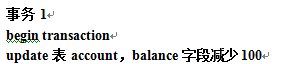 事务 1
begin transaction
update 表 account，balance 字段减少 100